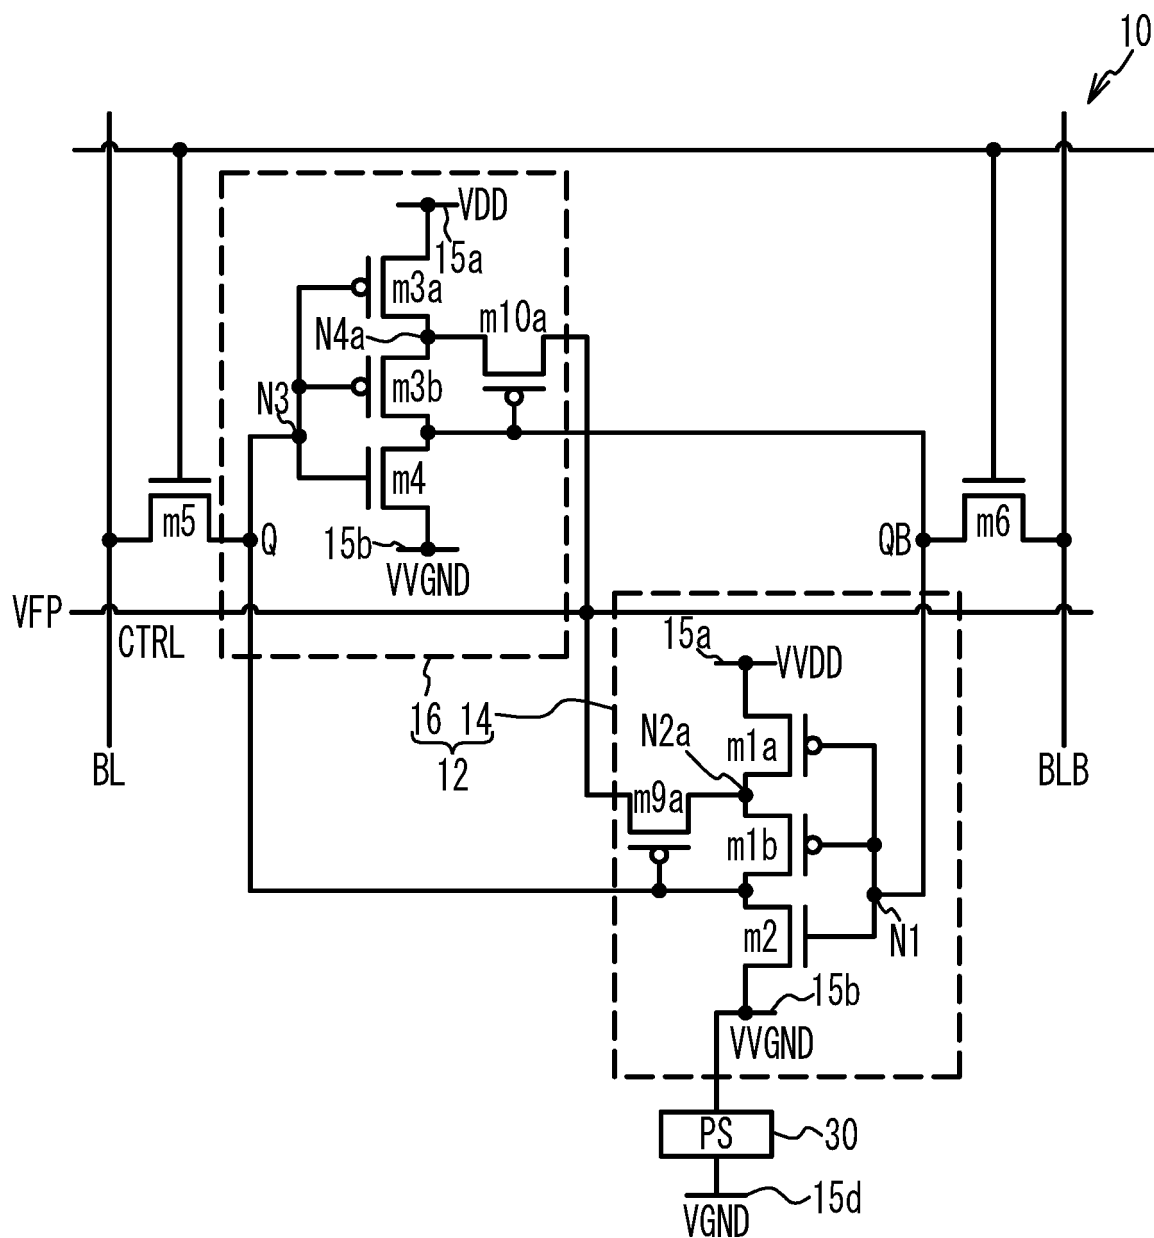 10
VDD
15a
m3a
m10a
N4a
m3b
N3
m4
m5
Q
15b
VVGND
QB
m6
VFP
CTRL
15a
VVDD
16 14
12
N2a
m1a
BL
BLB
m9a
m1b
m2
N1
15b
VVGND
PS
30
15d
VGND